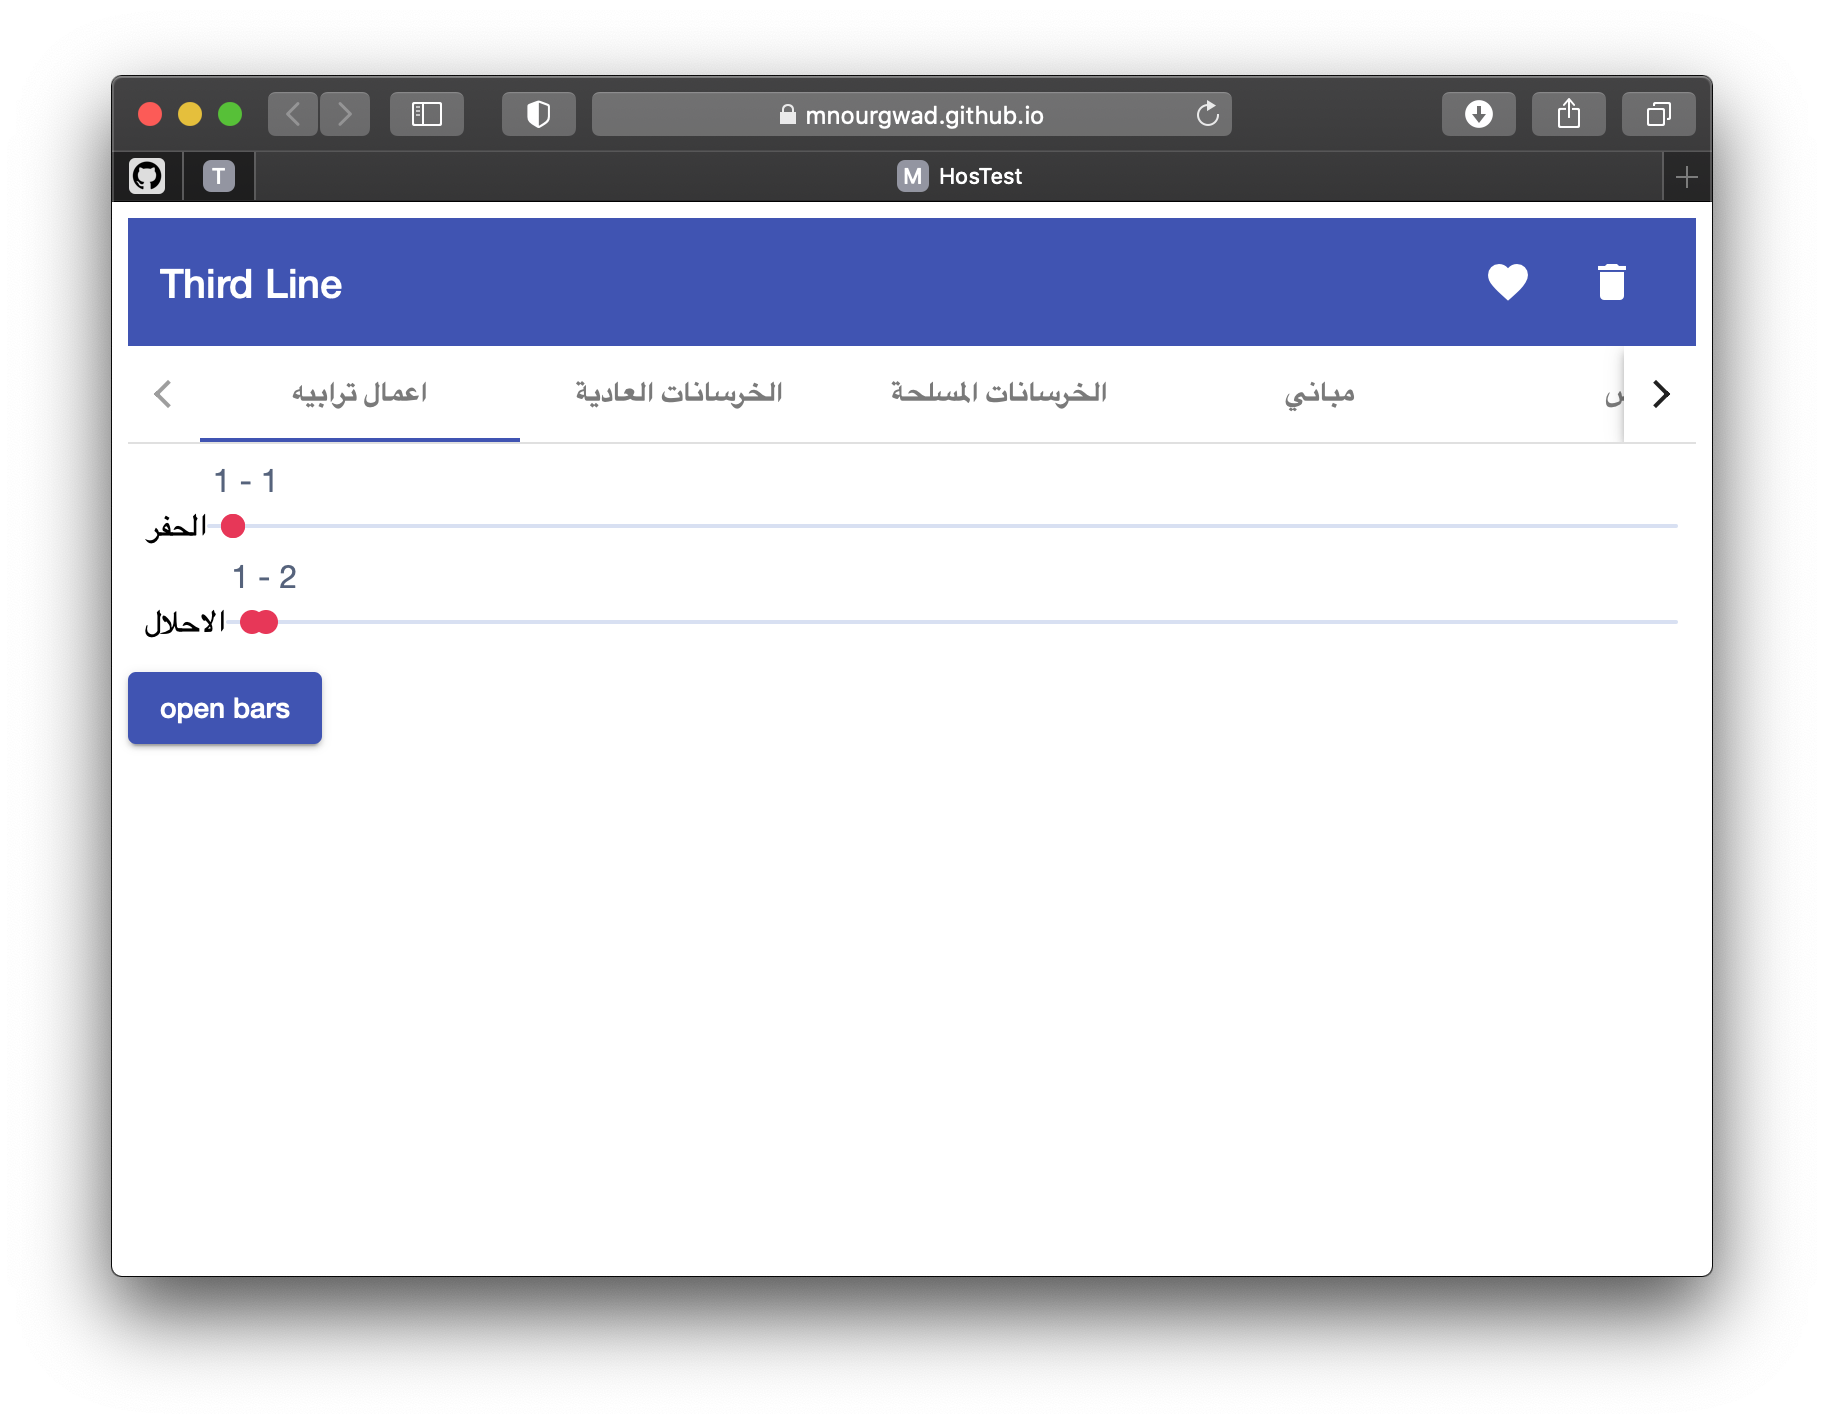 mnourgwad.github.io
T
M HosTest
Third Line
اعمال ترابيه الخرسانات العادية الخرسانات المسلحة مباني
1 - 1
الحفر
1 - 2
الاحلال
open bars